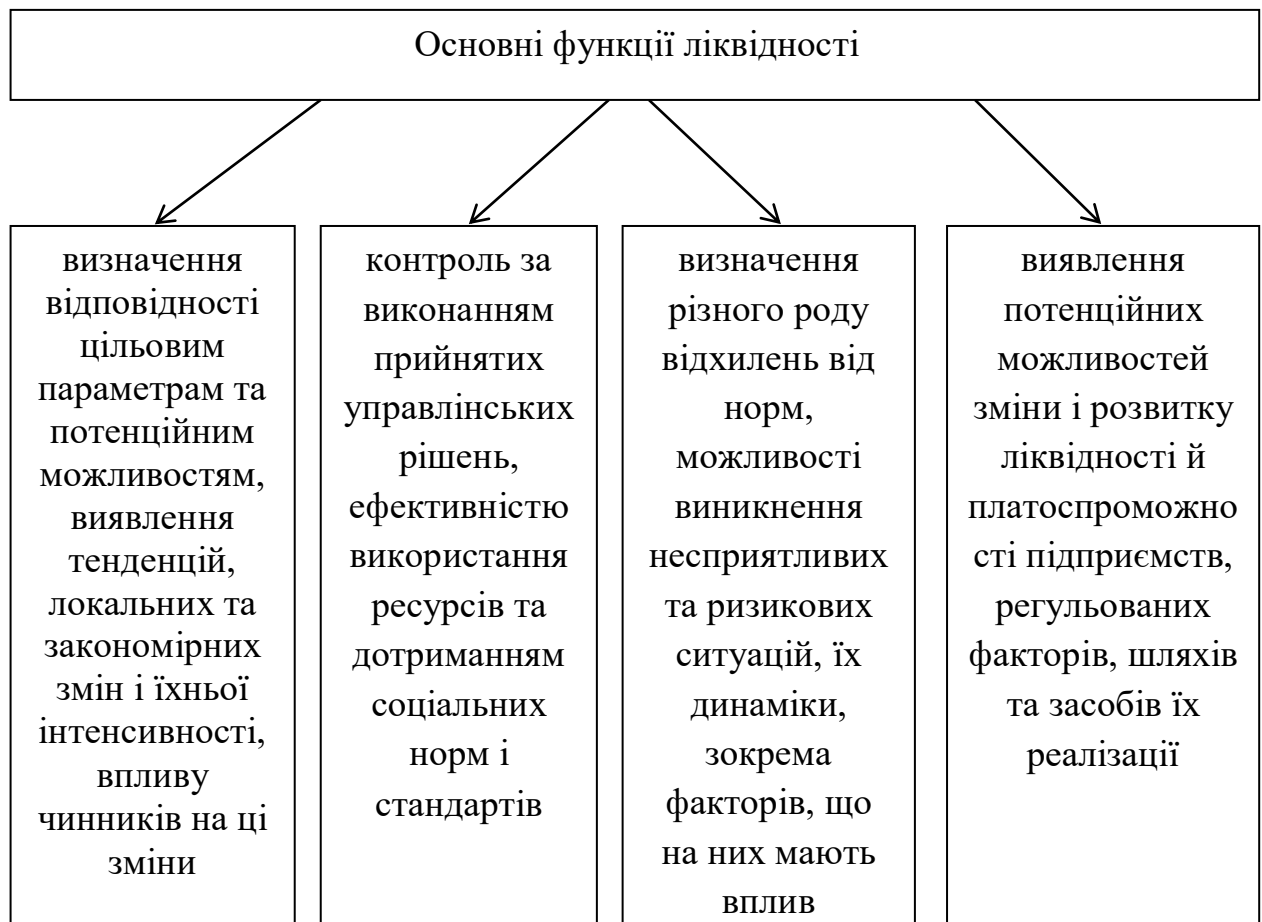 Основні функції ліквідності
визначення
відповідності
цільовим
параметрам та
потенційним
можливостям,
виявлення
тенденцій,
локальних та
закономірних
змін і їхньої
інтенсивності,
впливу
чинників на ці
зміни
контроль за
виконанням
прийнятих
управлінських
рішень,
ефективністю
використання
ресурсів та
дотриманням
соціальних
норм і
стандартів
визначення
різного роду
відхилень від
норм,
можливості
виникнення
несприятливих
та ризикових
ситуацій, їх
динаміки,
зокрема
факторів, що
на них мають
вплив
виявлення
потенційних
можливостей
зміни і розвитку
ліквідності й
платоспроможно
сті підприємств,
регульованих
факторів, шляхів
та засобів їх
реалізації